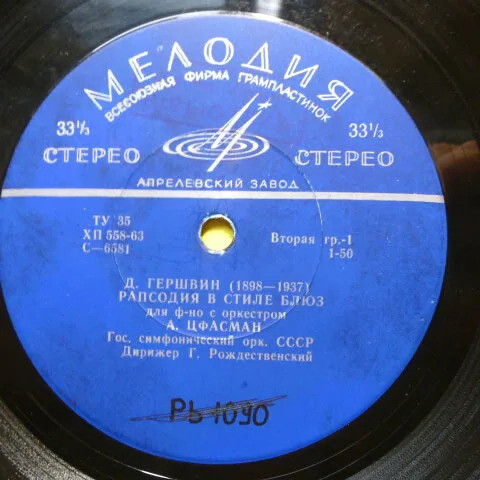 МЕЛОДИЯ
ВСЕСОЮЗНАЯ ФИРМА ГРАМПЛАСТИНОК
33⅓ 33⅓
СТЕРЕО СТЕРЕО
АПРЕЛЕВСКИЙ ЗАВОД
ТУ 35
ХП 558-63
С—6581
Вторая гр.-1
1-50
Д. ГЕРШВИН (1898—1937)
РАПСОДИЯ В СТИЛЕ БЛЮЗ
для ф-но с оркестром
А. ЦФАСМАН
Гос. симфонический орк. СССР
Дирижер Г. Рождественский
РЬ 1090